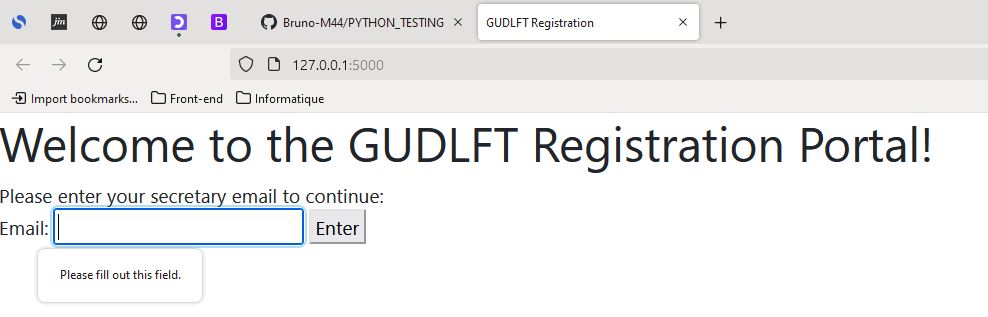 jin
B
Bruno-M44/PYTHON_TESTING
GUDLFT Registration
127.0.0.1:5000
Import bookmarks...
Front-end
Informatique
Welcome to the GUDLFT Registration Portal!
Please enter your secretary email to continue:
Email:
Enter
Please fill out this field.